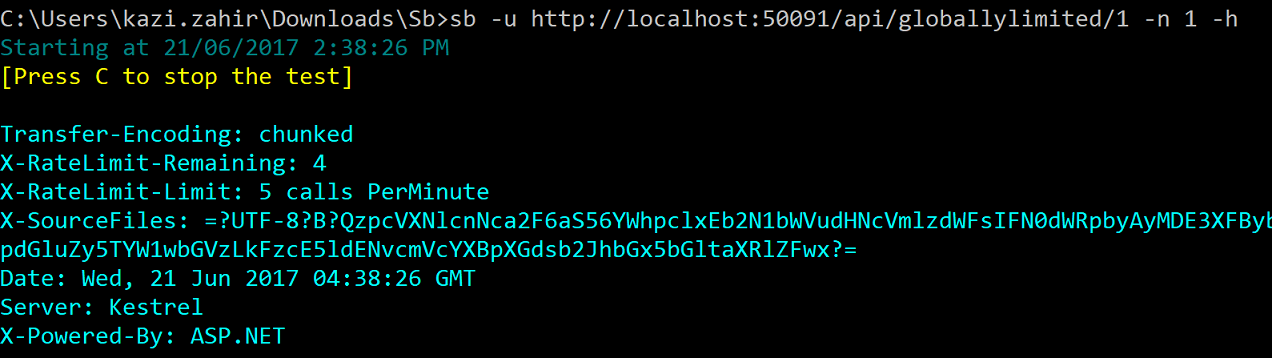 C:\Users\kazi.zahir\Downloads\Sb>sb -u http://localhost:50091/api/globallylimited/1 -n 1 -h
Starting at 21/06/2017 2:38:26 PM
[Press C to stop the test]
Transfer-Encoding: chunked
X-RateLimit-Remaining: 4
X-RateLimit-Limit: 5 calls PerMinute
X-SourceFiles: =?UTF-8?B?QzpcVXNlcnNca2F6aS56YWhpclxEb2N1bWVudHNcVmlzdWFsIFN0dWRpbyAyMDE3XFByb
pdGluZy5TYW1wbGVzLkFzcE5ldENvcmVcYXBpXGdsb2JhbGx5bGltaXRlZFwx?=
Date: Wed, 21 Jun 2017 04:38:26 GMT
Server: Kestrel
X-Powered-By: ASP.NET